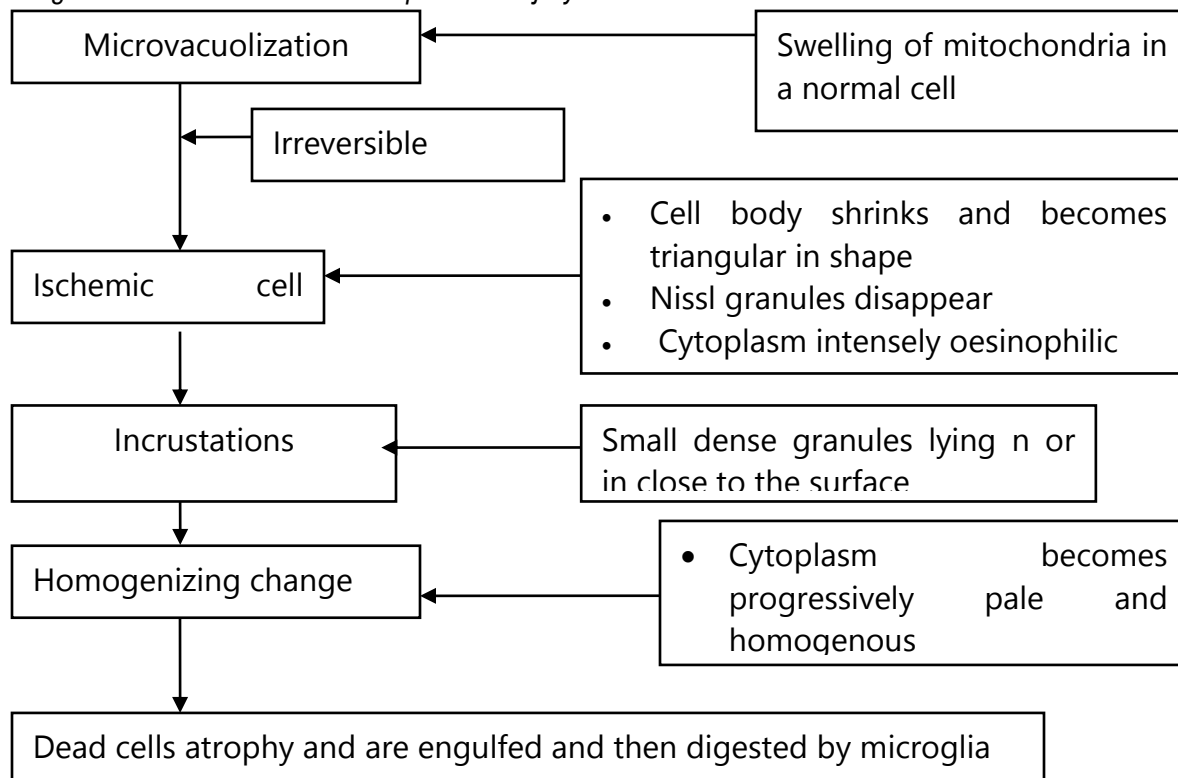 Microvacuolization
Swelling of mitochondria in
a normal cell
Irreversible
• Cell body shrinks and becomes
triangular in shape
• Nissl granules disappear
• Cytoplasm intensely oesinophilic
Ischemic cell
Incrustations
Small dense granules lying n or
in close to the surface
Homogenizing change
• Cytoplasm becomes
progressively pale and
homogenous
Dead cells atrophy and are engulfed and then digested by microglia